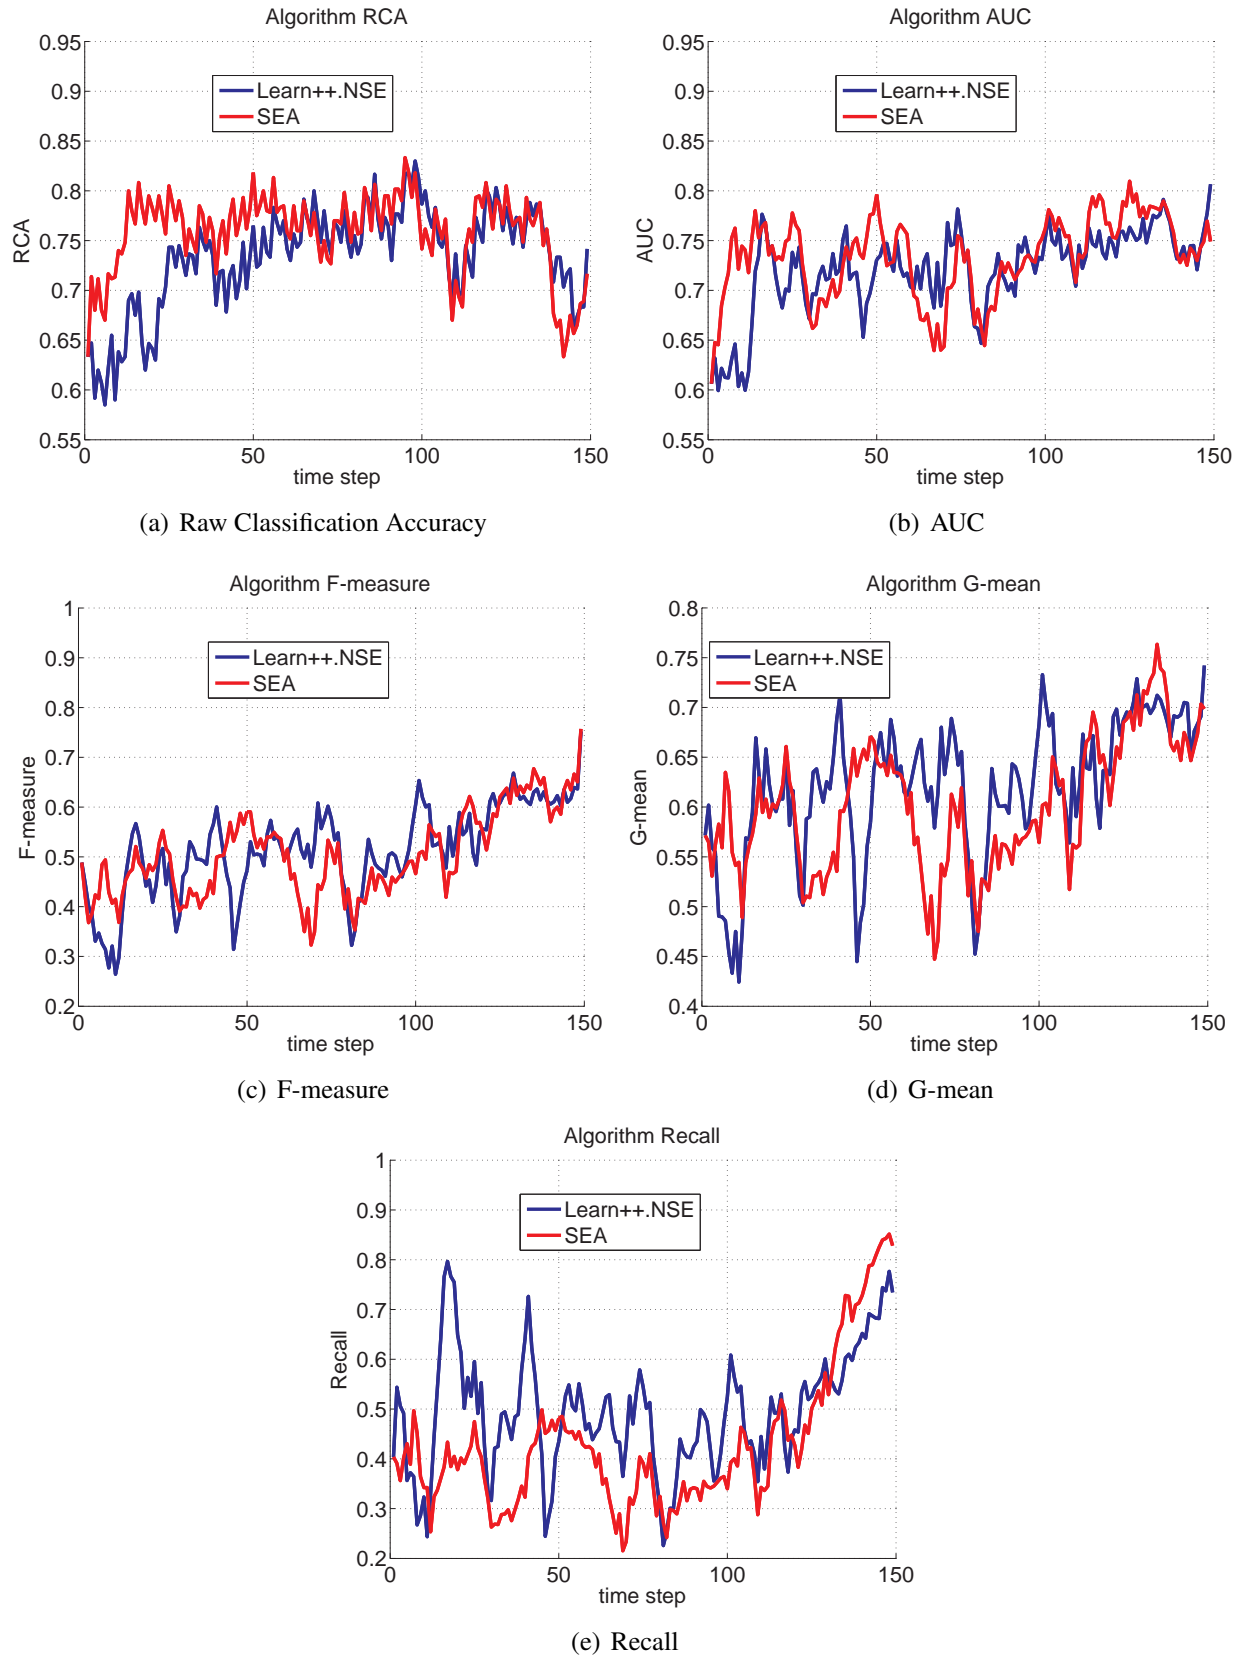 Algorithm RCA
0.95
0.9
0.85
0.8
0.75
0.7
0.65
0.6
0.55
RCA
Learn++.NSE
SEA
0
50
100
150
time step
(a) Raw Classification Accuracy
Algorithm AUC
0.95
0.9
0.85
0.8
0.75
0.7
0.65
0.6
0.55
AUC
Learn++.NSE
SEA
0
50
100
150
time step
(b) AUC
Algorithm F-measure
1
0.9
0.8
0.7
0.6
0.5
0.4
0.3
0.2
F-measure
Learn++.NSE
SEA
0
50
100
150
time step
(c) F-measure
Algorithm G-mean
0.8
0.75
0.7
0.65
0.6
0.55
0.5
0.45
0.4
G-mean
Learn++.NSE
SEA
0
50
100
150
time step
(d) G-mean
Algorithm Recall
1
0.9
0.8
0.7
0.6
0.5
0.4
0.3
0.2
Recall
Learn++.NSE
SEA
0
50
100
150
time step
(e) Recall